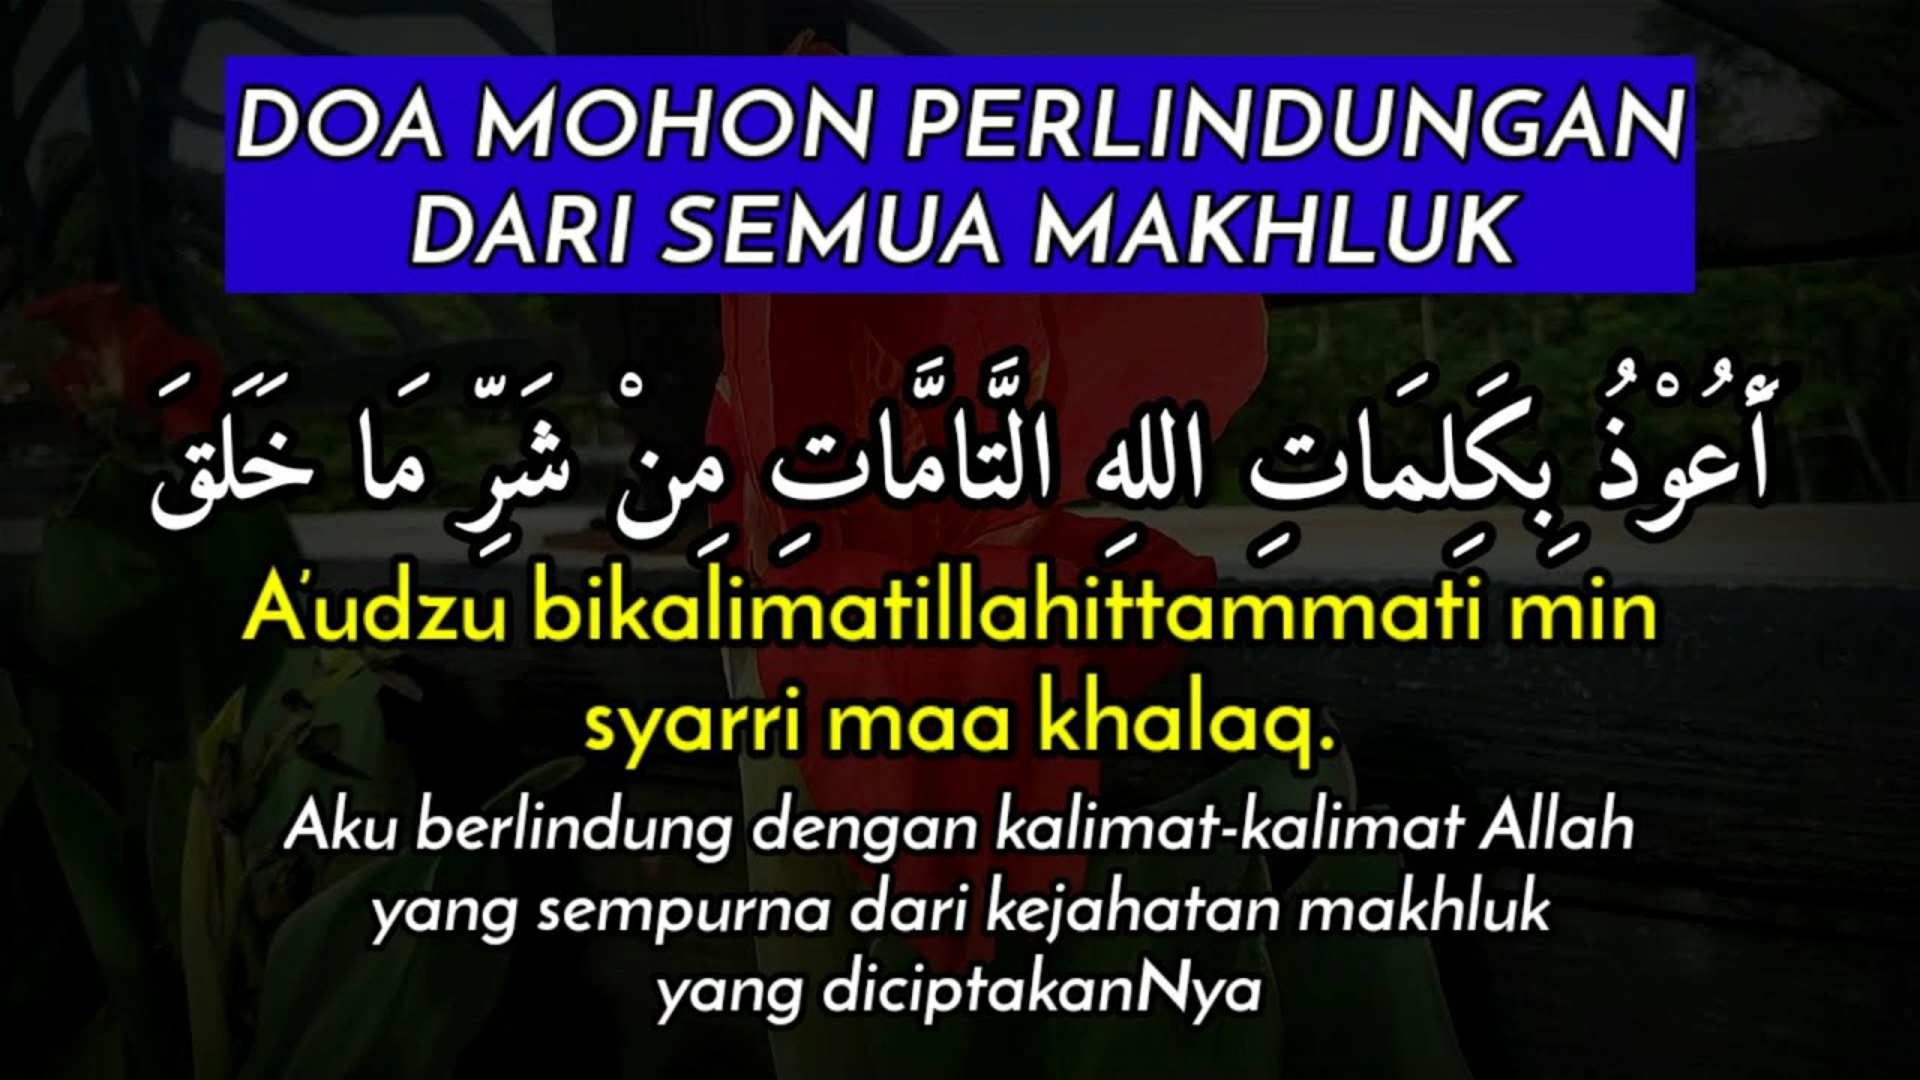 DOA MOHON PERLINDUNGAN
DARI SEMUA MAKHLUK
أَعُوْذُ بِكَلِمَاتِ اللهِ التَّامَّاتِ مِنْ شَرِّ مَا خَلَقَ
A'udzu bikalimatillahittammati min
syarri maa khalaq.
Aku berlindung dengan kalimat-kalimat Allah
yang sempurna dari kejahatan makhluk
yang diciptakanNya